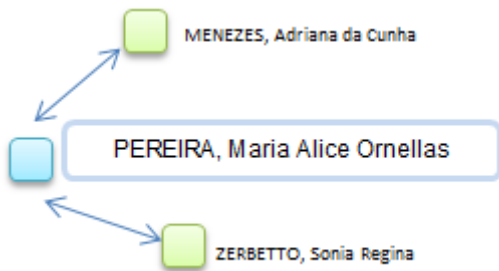 MENEZES, Adriana da Cunha
PEREIRA, Maria Alice Ornellas
ZERBETTO, Sonia Regina